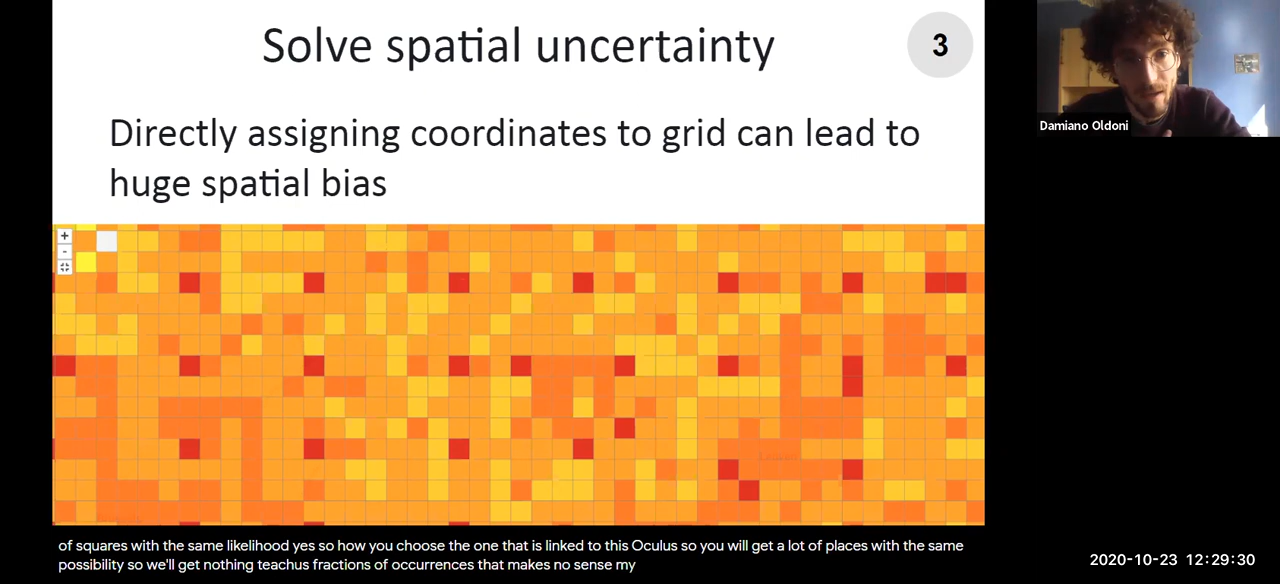 Solve spatial uncertainty
3
Directly assigning coordinates to grid can lead to
huge spatial bias
+
-
Damiano Oldoni
of squares with the same likelihood yes so how you choose the one that is linked to this Oculus so you will get a lot of places with the same
possibility so we'll get nothing teachus fractions of occurrences that makes no sense my
2020-10-23 12:29:30